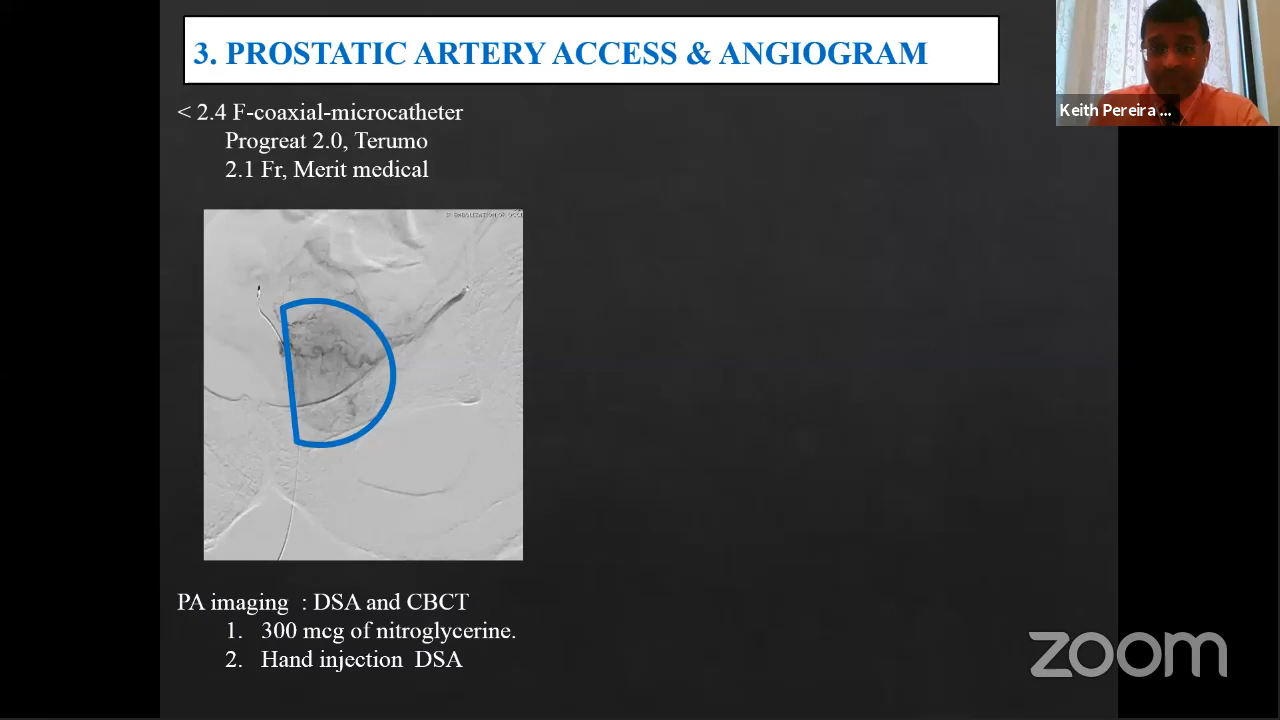 3. PROSTATIC ARTERY ACCESS & ANGIOGRAM
Keith Pereira ...
< 2.4 F-coaxial-microcatheter
Progreat 2.0, Terumo
2.1 Fr, Merit medical
PA imaging : DSA and CBCT
1. 300 mcg of nitroglycerine.
2. Hand injection DSA
zoom